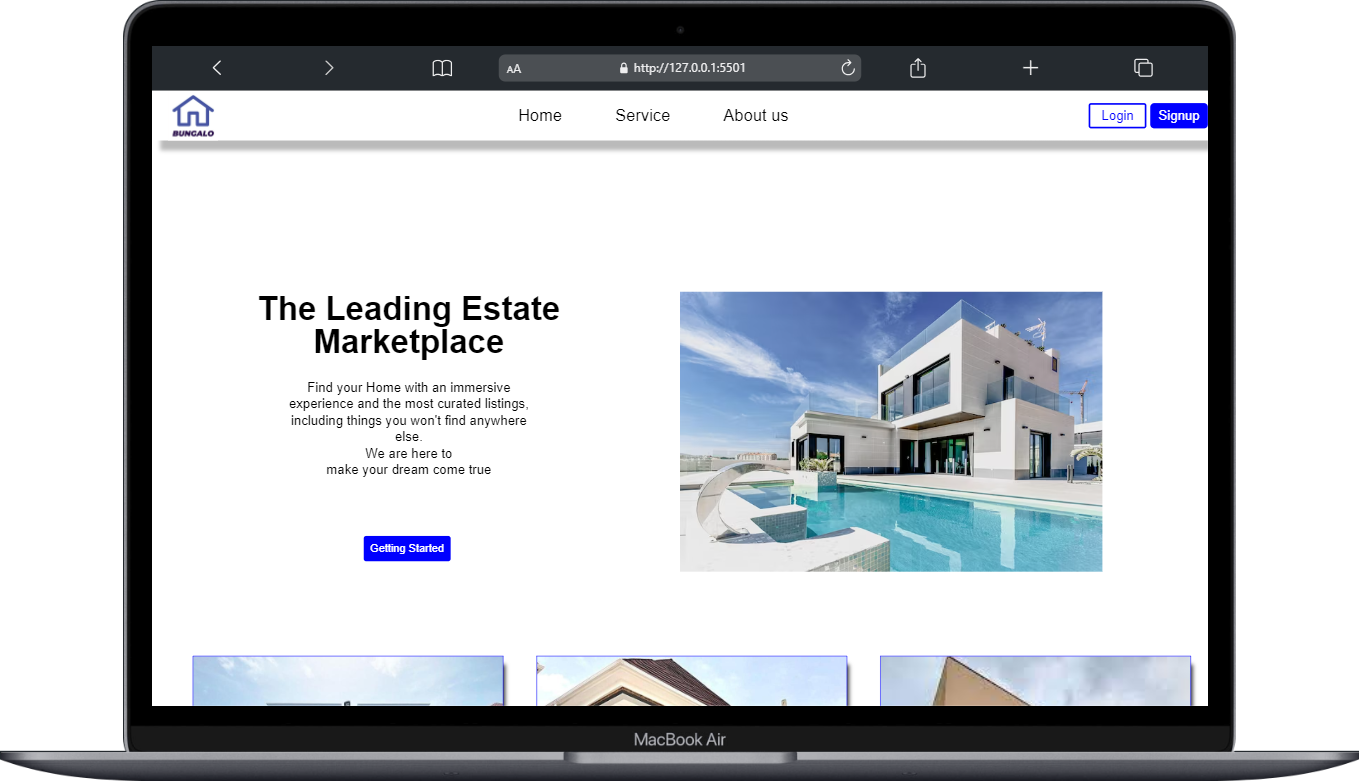 AA
http://127.0.0.1:5501
BUNGALO
Home
Service
About us
Login
Signup
The Leading Estate
Marketplace
Find your Home with an immersive
experience and the most curated listings,
including things you won't find anywhere
else.
We are here to
make your dream come true
Getting Started
MacBook Air